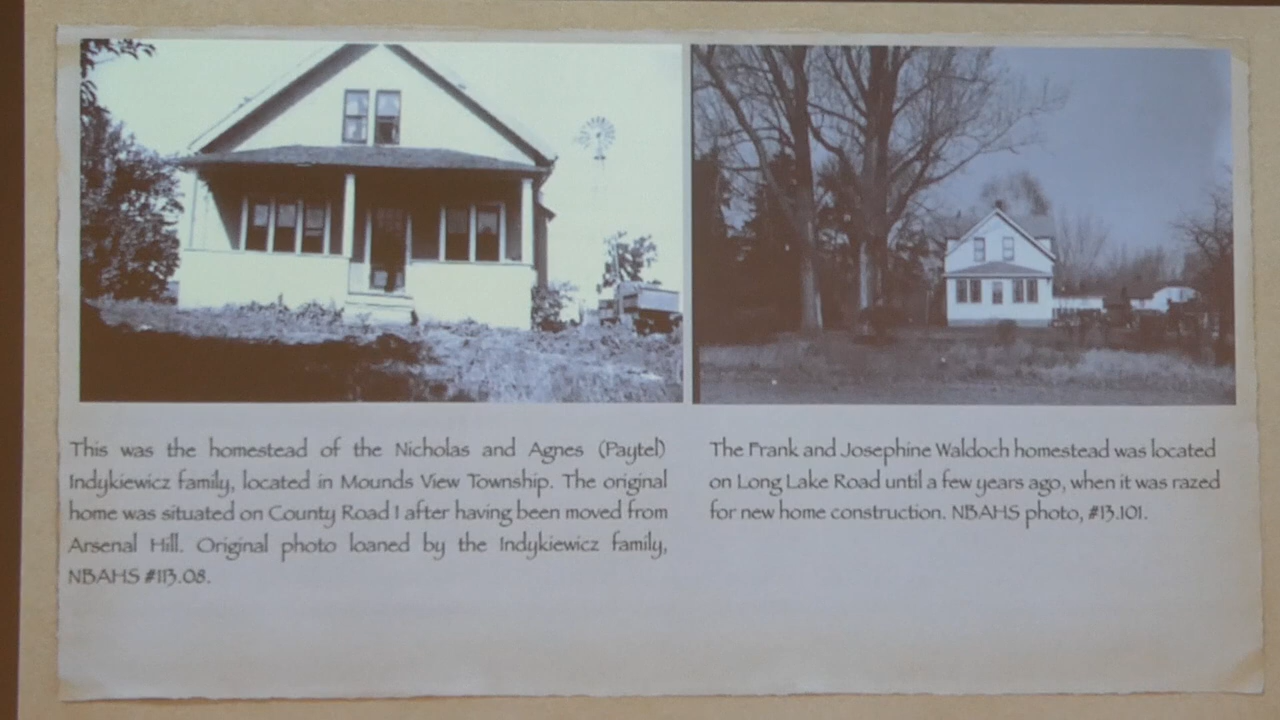 This was the homestead of the Nicholas and Agnes (Paytel)
Indykiewicz family, located in Mounds View Township. The original
home was situated on County Road I after having been moved from
Arsenal Hill. Original photo loaned by the Indykiewicz family,
NBAHS #113.08.
The Frank and Josephine Waldoch homestead was located
on Long Lake Road until a few years ago, when it was razed
for new home construction. NBAHS photo, #13.101.